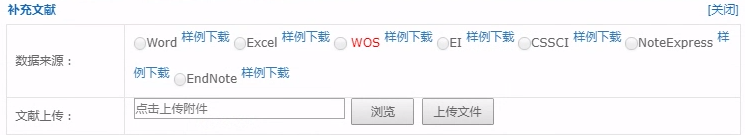 补充文献 [关闭]
数据来源： Word 样例下载 Excel 样例下载 WOS 样例下载 EI 样例下载 CSSCI 样例下载 NoteExpress 样
例下载 EndNote 样例下载
文献上传： 点击上传附件 浏览 上传文件